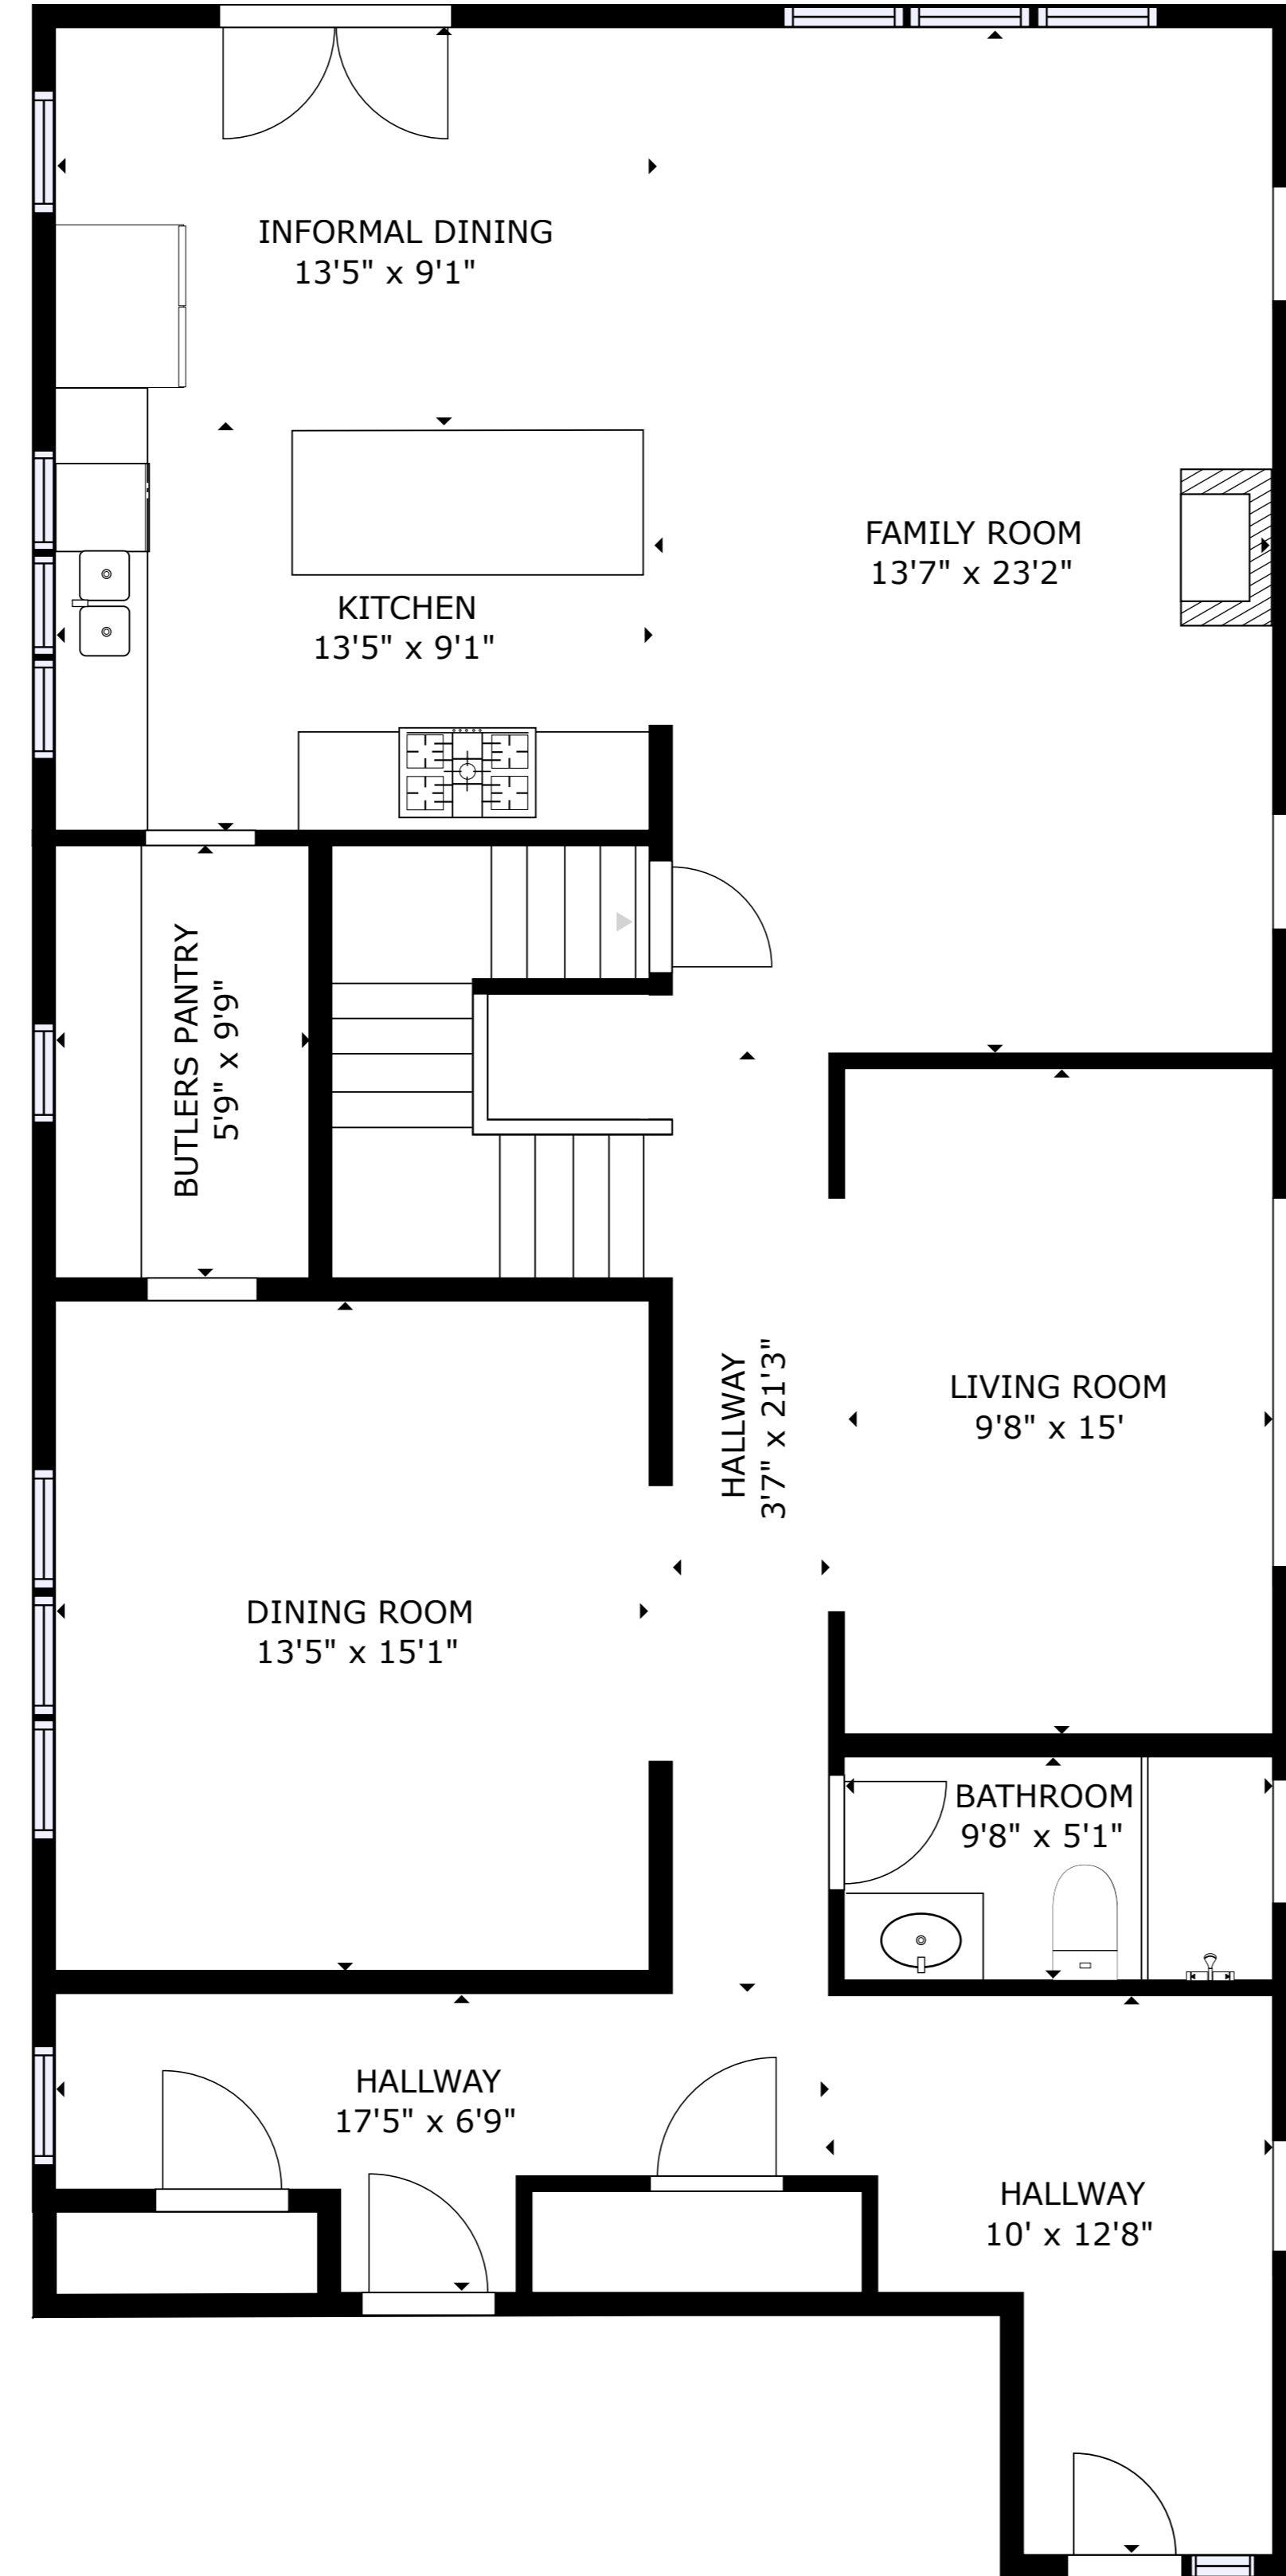 INFORMAL DINING
13'5" x 9'1"
FAMILY ROOM
13'7" x 23'2"
KITCHEN
13'5" x 9'1"
BUTLERS PANTRY
5'9" x 9'9"
HALLWAY
3'7" x 21'3"
LIVING ROOM
9'8" x 15'
DINING ROOM
13'5" x 15'1"
BATHROOM
9'8" x 5'1"
HALLWAY
17'5" x 6'9"
HALLWAY
10' x 12'8"